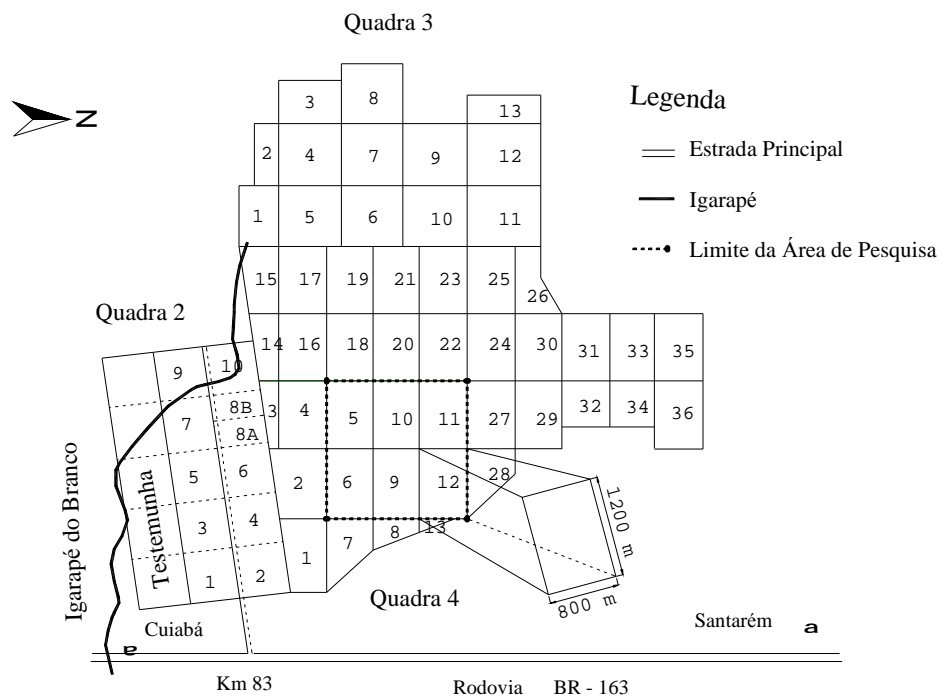 Quadra 3
N
3 8 13
2 4 7 9 12
1 5 6 10 11
Legenda
Estrada Principal
Igarapé
Limite da Área de Pesquisa
15 17 19 21 23 25 26
Quadra 2
14 16 18 20 22 24 30 31 33 35
9 10
8B 3 4 5 10 11 27 29 32 34 36
7 8A
5 6 2 6 9 12 28
3 4 1 7 8 13
1 2
Igarapé do Branco
Testemunha
Quadra 4
1200 m
800 m
Cuiabá
Santarém
a
a
Km 83
Rodovia BR - 163